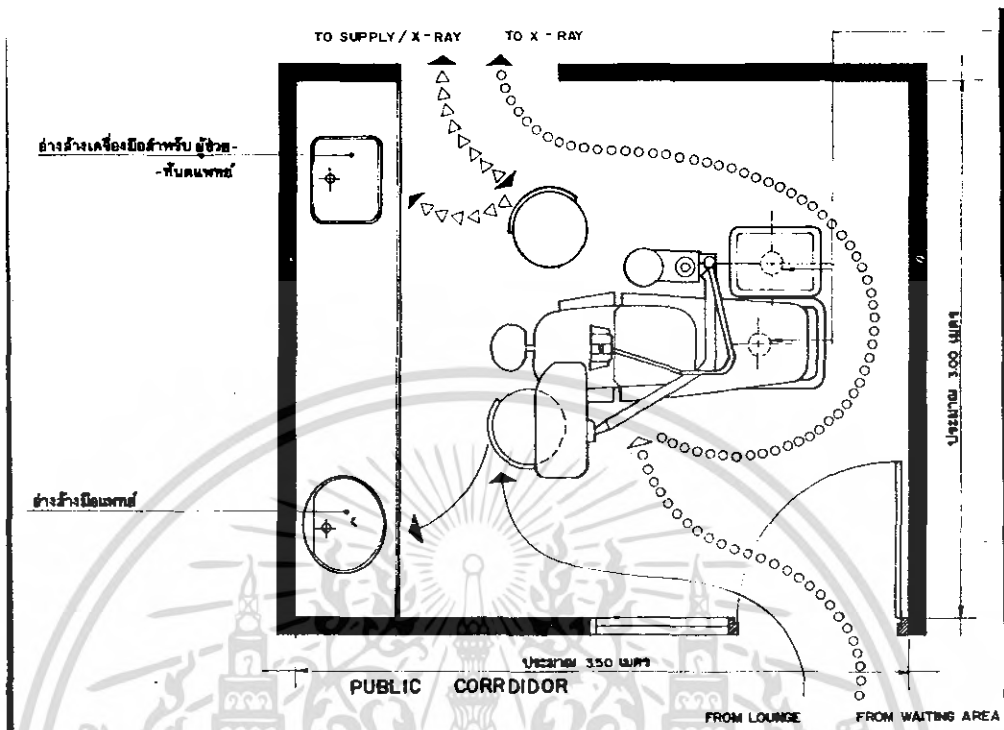 TO SUPPLY / X - RAY
TO X - RAY
อ่างล้างเครื่องมือสำหรับ ผู้ช่วย-
-ทันตแพทย์
อ่างล้างมือแพทย์
ประมาณ 3.00 เมตร
ประมาณ 3.50 เมตร
PUBLIC CORRDIDOR
FROM LOUNGE
FROM WAITING AREA